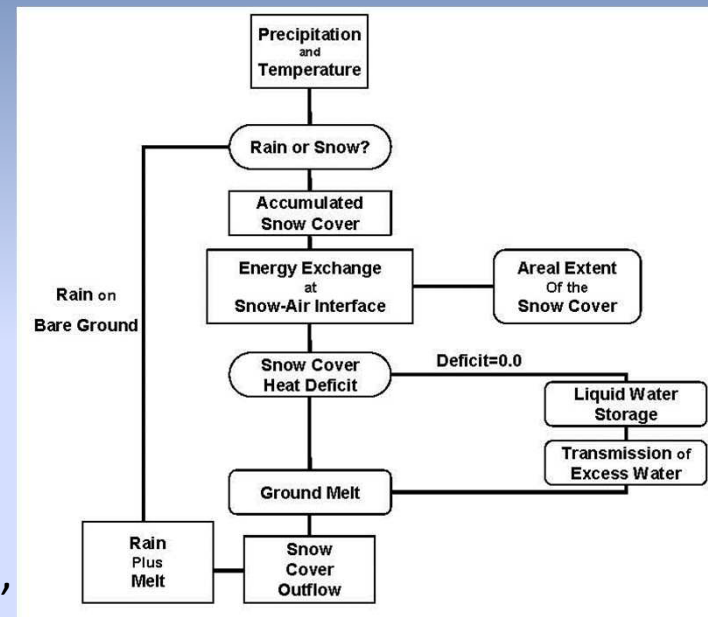 Precipitation
and
Temperature
Rain or Snow?
Accumulated
Snow Cover
Energy Exchange
at
Snow-Air Interface
Areal Extent
Of the
Snow Cover
Rain on
Bare Ground
Snow Cover
Heat Deficit
Deficit=0.0
Liquid Water
Storage
Transmission of
Excess Water
Ground Melt
Rain
Plus
Melt
Snow
Cover
Outflow
,